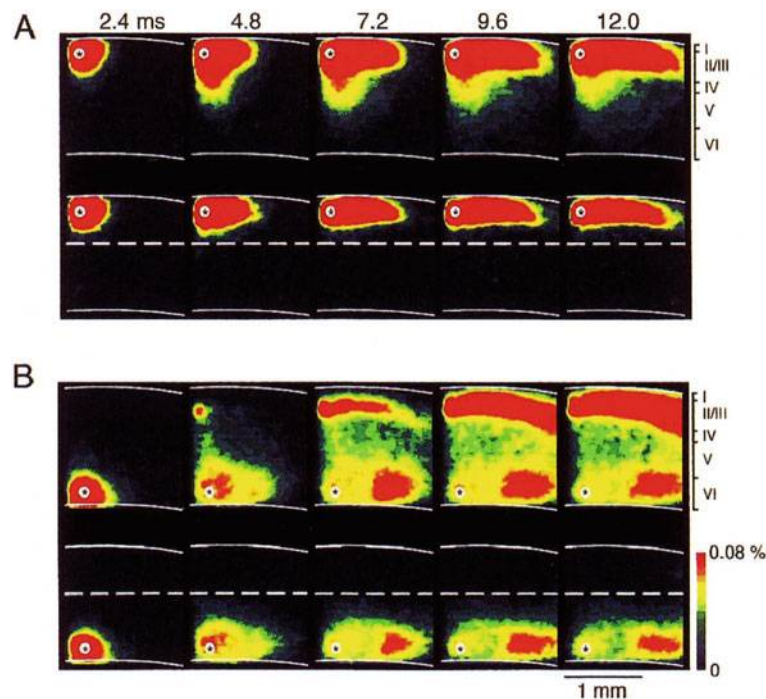 A
2.4 ms 4.8 7.2 9.6 12.0
I
II/III
IV
V
VI
B
I
II/III
IV
V
VI
0.08 %
0
1 mm